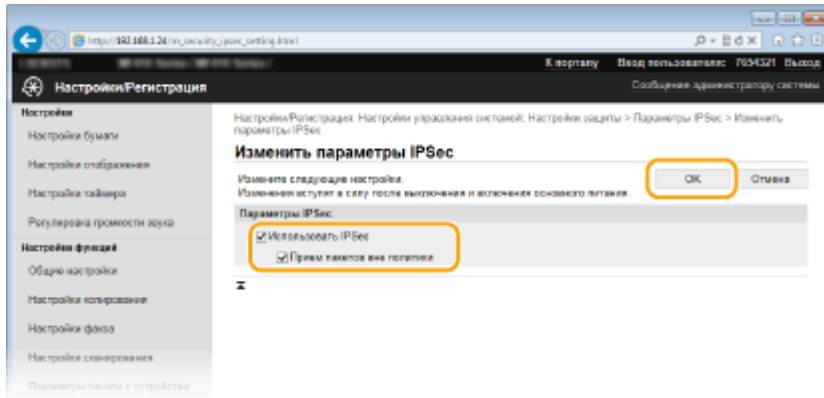 http://192.168.1.24/m_security_ipsec_setting.html
К порталу Вход пользователя: 7654321 Выход
Настройки/Регистрация
Сообщение администратору системы
Настройки
Настройки бумаги
Настройки отображения
Настройки таймера
Регулировка громкости звука
Настройки функций
Общие настройки
Настройки копирования
Настройки факса
Настройки сканирования
Параметры печати с устройства
Настройки/Регистрация: Настройки управления системой: Настройки защиты > Параметры IPSec > Изменить
параметры IPSec
Изменить параметры IPSec
Измените следующие настройки.
Изменения вступят в силу после выключения и включения основного питания.
OK Отмена
Параметры IPSec
Использовать IPSec
Прием пакетов вне политики